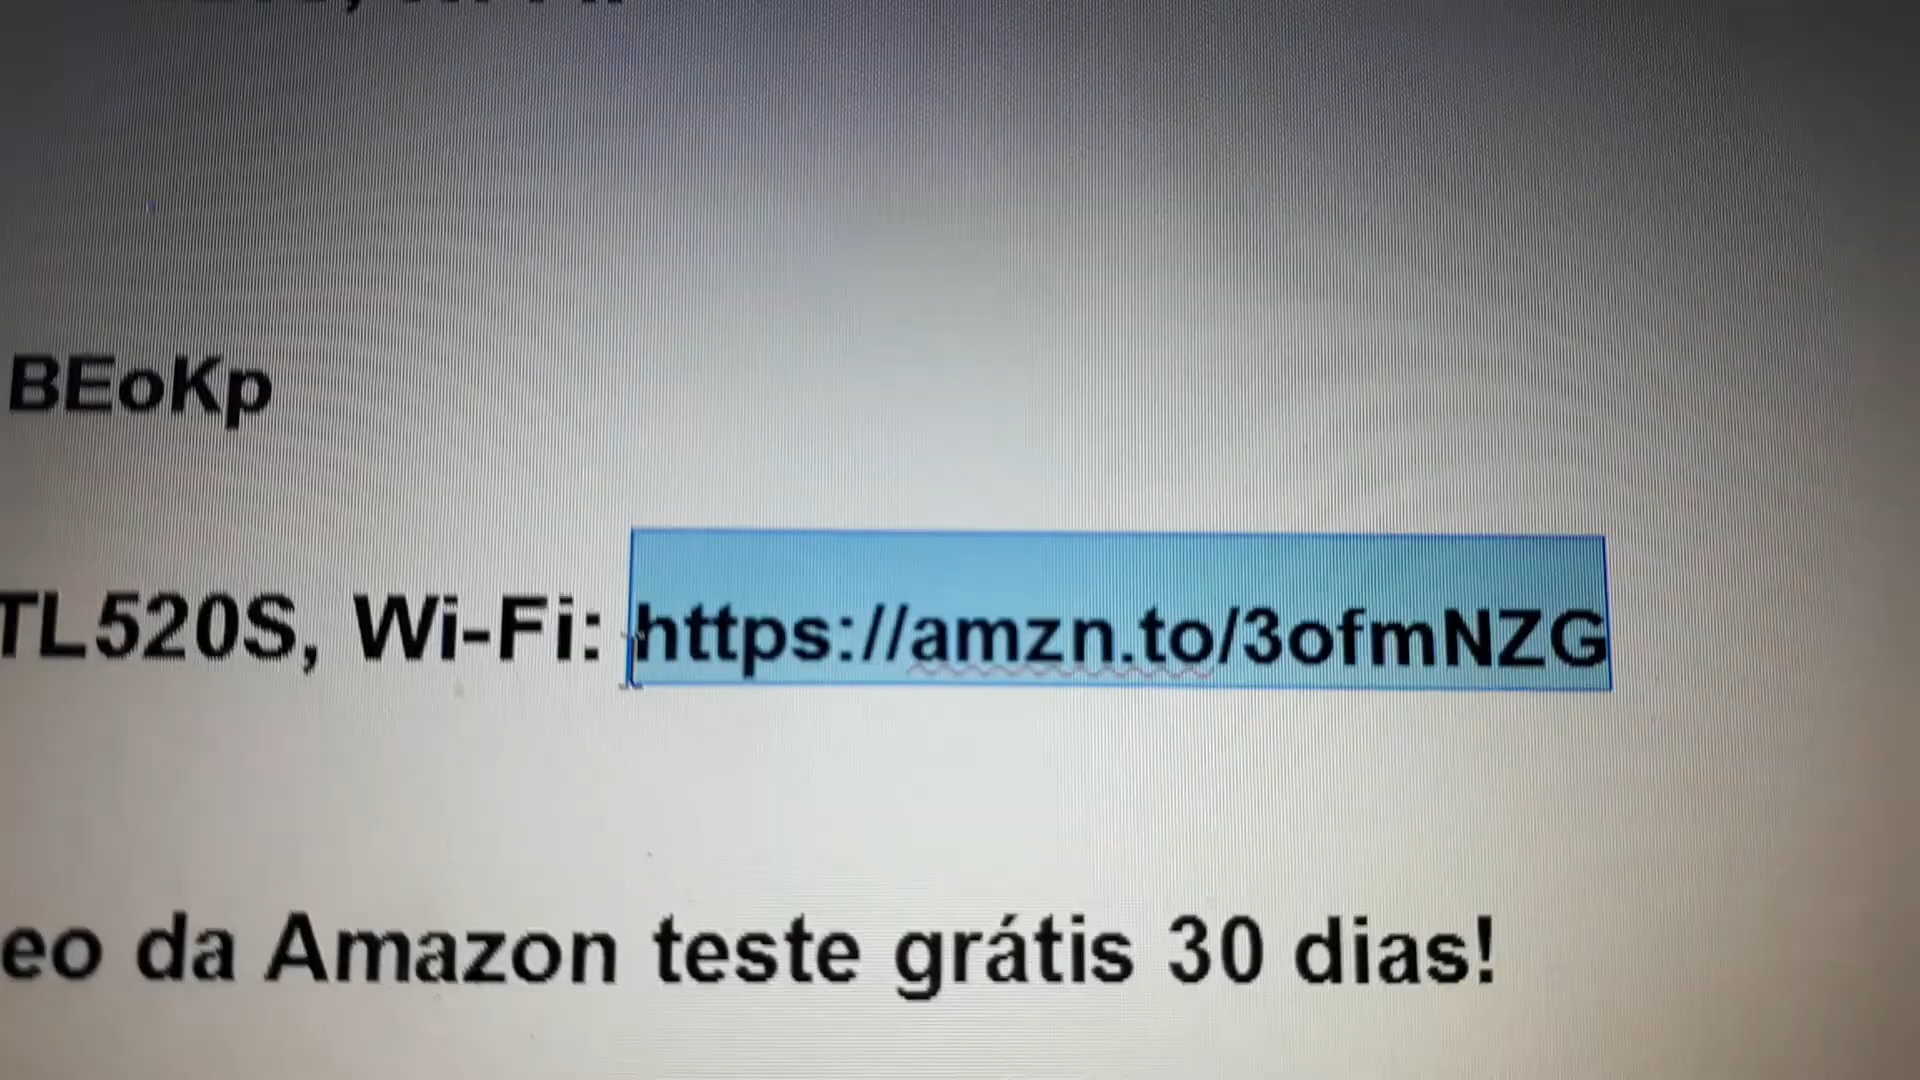 BEoKp
TL520S, Wi-Fi: https://amzn.to/3ofmNZG
eo da Amazon teste grátis 30 dias!